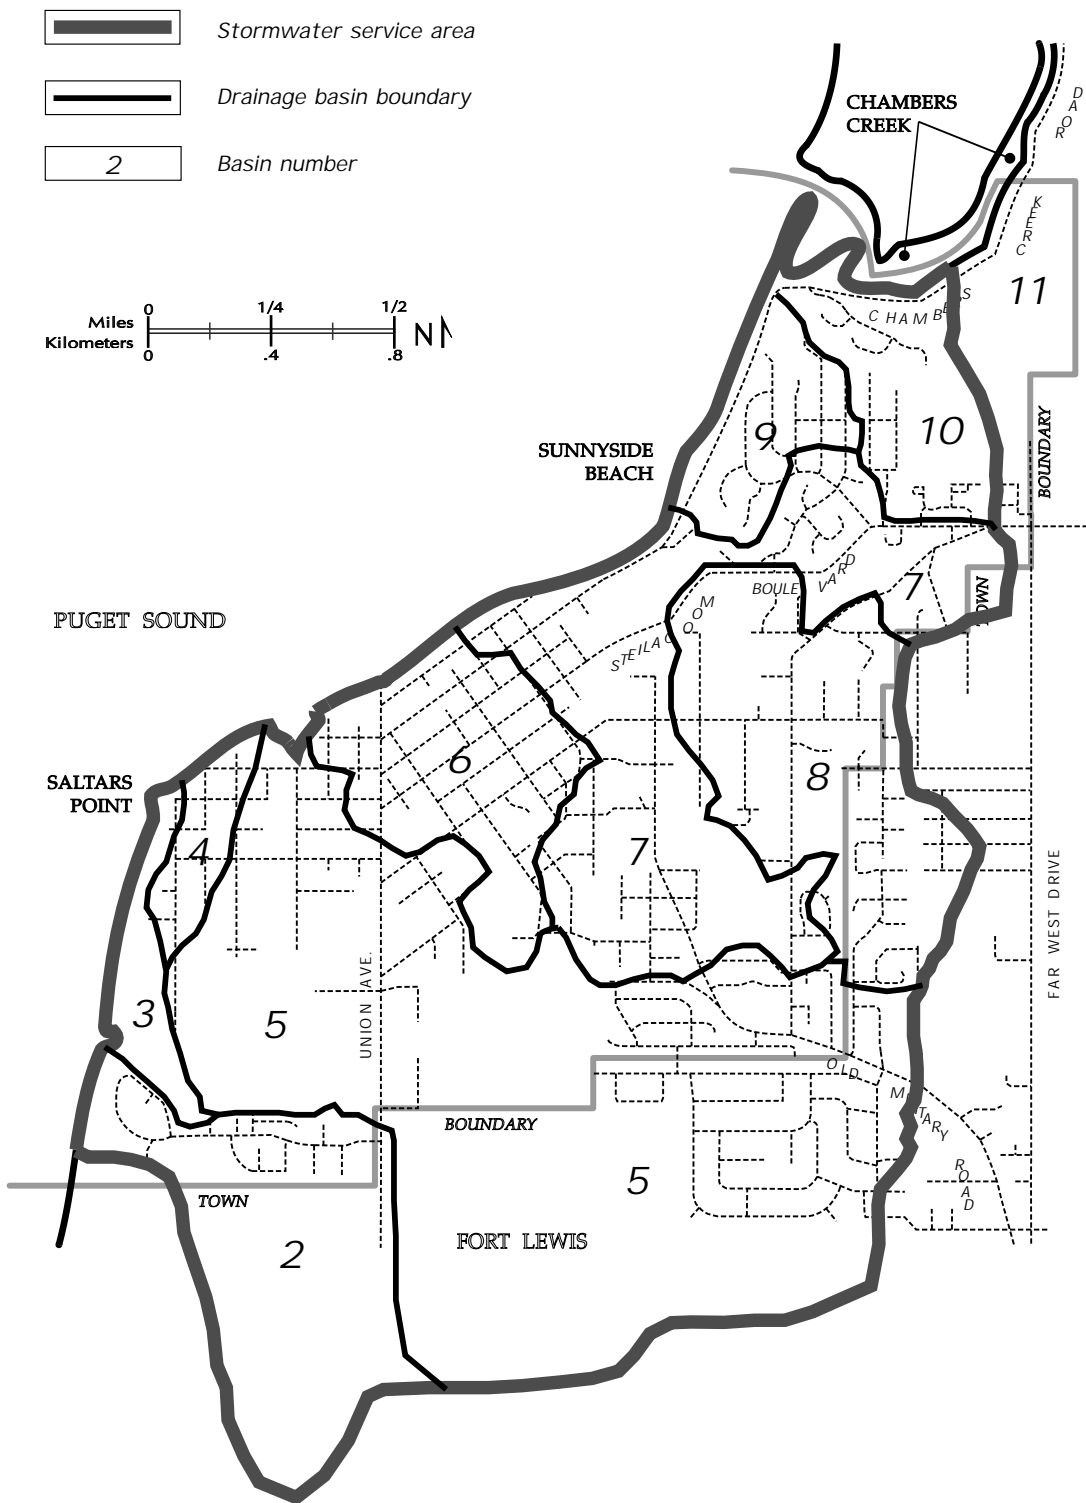 Stormwater service area
Drainage basin boundary
2
Basin number
CHAMBERS
CREEK
0 1/4 1/2
Miles
Kilometers
0 .4 .8
N
CHAMBERS CREEK ROAD
11
10
9
SUNNYSIDE
BEACH
TOWN BOUNDARY
STEILACOOM BOULEVARD
7
PUGET SOUND
6
8
SALTARS
POINT
4
7
FAR WEST DRIVE
UNION AVE.
3
5
OLD MILITARY ROAD
TOWN BOUNDARY
5
FORT LEWIS
2